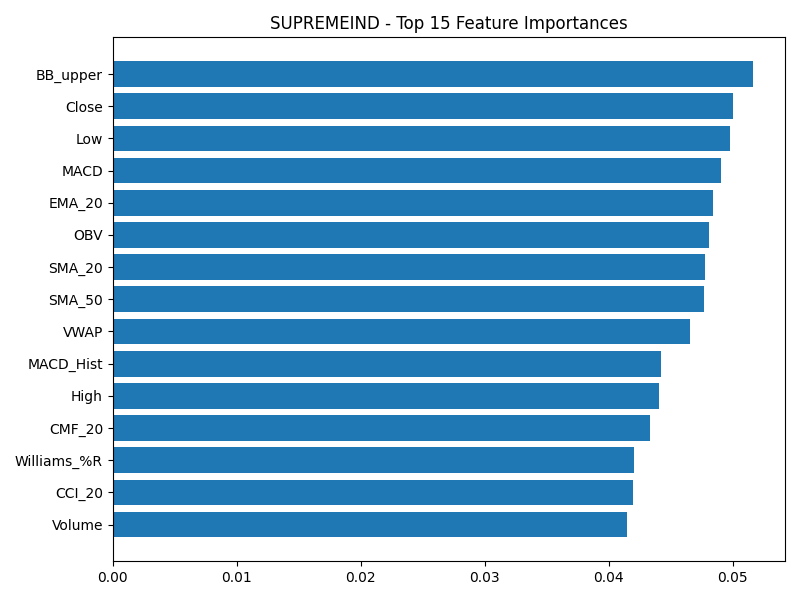 SUPREMEIND - Top 15 Feature Importances
BB_upper
Close
Low
MACD
EMA_20
OBV
SMA_20
SMA_50
VWAP
MACD_Hist
High
CMF_20
Williams_%R
CCI_20
Volume
0.00 0.01 0.02 0.03 0.04 0.05